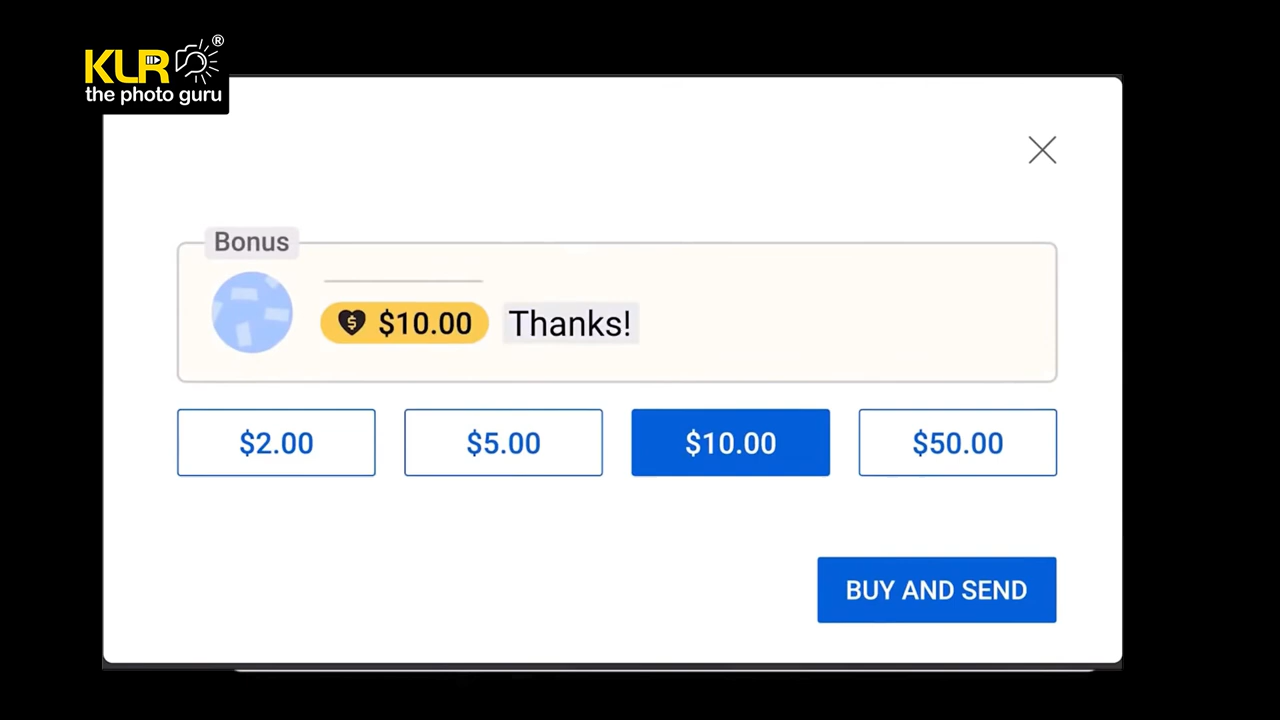 KLR ®
the photo guru
Bonus
$10.00 Thanks!
$2.00 $5.00 $10.00 $50.00
BUY AND SEND